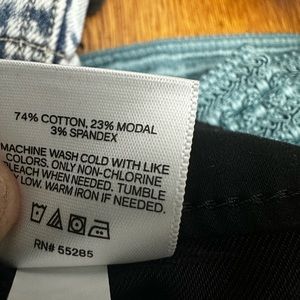 74% COTTON, 23% MODAL
3% SPANDEX
MACHINE WASH COLD WITH LIKE
COLORS. ONLY NON-CHLORINE
BLEACH WHEN NEEDED. TUMBLE
LOW. WARM IRON IF NEEDED.
RN# 55285